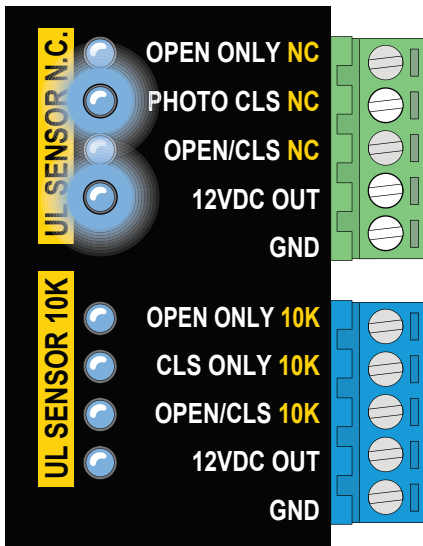 UL SENSOR N.C.
OPEN ONLY NC
PHOTO CLS NC
OPEN/CLS NC
12VDC OUT
GND
UL SENSOR 10K
OPEN ONLY 10K
CLS ONLY 10K
OPEN/CLS 10K
12VDC OUT
GND